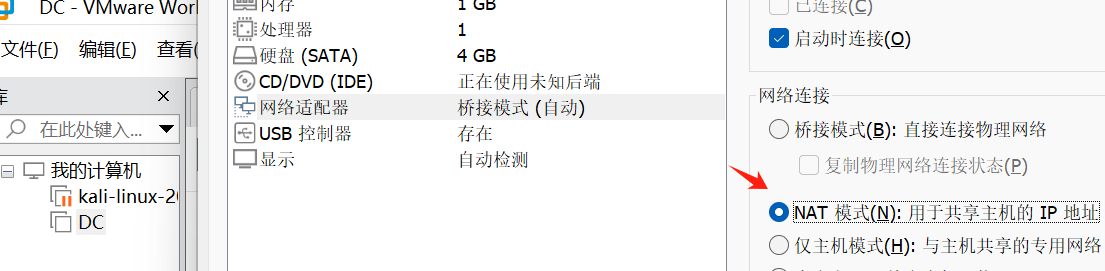 DC - VMware Wor
文件(F) 编辑(E) 查看(
库
在此处键入...
我的计算机
kali-linux-20
DC
内存 1 GB
处理器 1
硬盘 (SATA) 4 GB
CD/DVD (IDE) 正在使用未知后端
网络适配器 桥接模式 (自动)
USB 控制器 存在
显示 自动检测
已连接(C)
启动时连接(O)
网络连接
桥接模式(B): 直接连接物理网络
复制物理网络连接状态(P)
NAT 模式(N): 用于共享主机的 IP 地址
仅主机模式(H): 与主机共享的专用网络